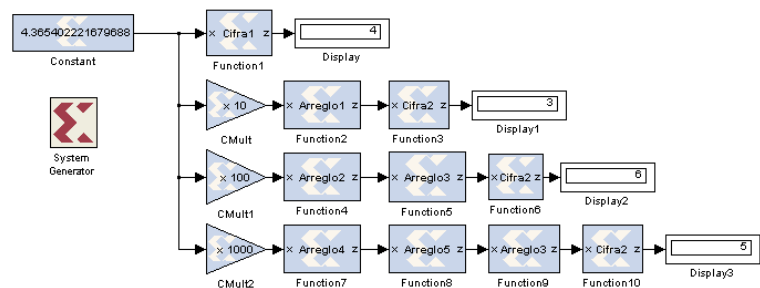 4.365402221679688
Constant
x Cifra1 z
Function1
4
Display
System
Generator
x 10
CMult
x Arreglo1 z
Function2
x Cifra2 z
Function3
3
Display1
x 100
CMult1
x Arreglo2 z
Function4
x Arreglo3 z
Function5
x Cifra2 z
Function6
6
Display2
x 1000
CMult2
x Arreglo4 z
Function7
x Arreglo5 z
Function8
x Arreglo3 z
Function9
x Cifra2 z
Function10
5
Display3